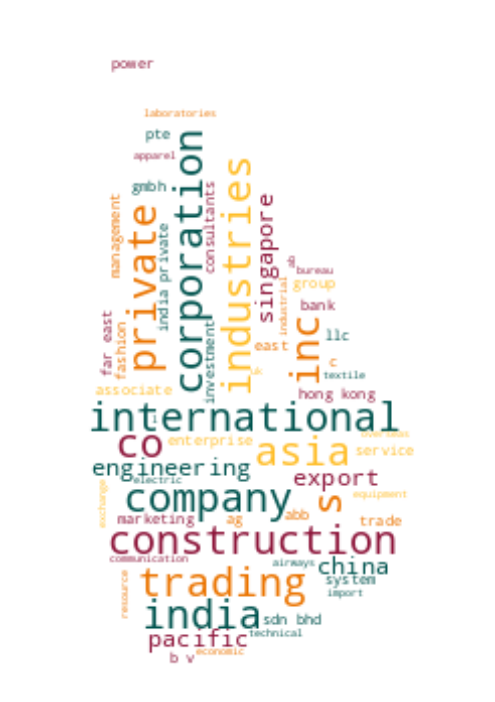 power
laboratories
pte
apparel
gmbh
management
private
india private
corporation
consultants
industries
singapore
ab
bureau
group
industrial
bank
inc
llc
far east
fashion
investment
east
uk
c
textile
associate
hong kong
international
overseas
co
enterprise
asia
service
engineering
electric
export
exchange
company
s
equipment
marketing
ag
abb
trade
construction
communication
airways
china
resource
trading
system
import
india
sdn bhd
pacific
technical
economic
b v